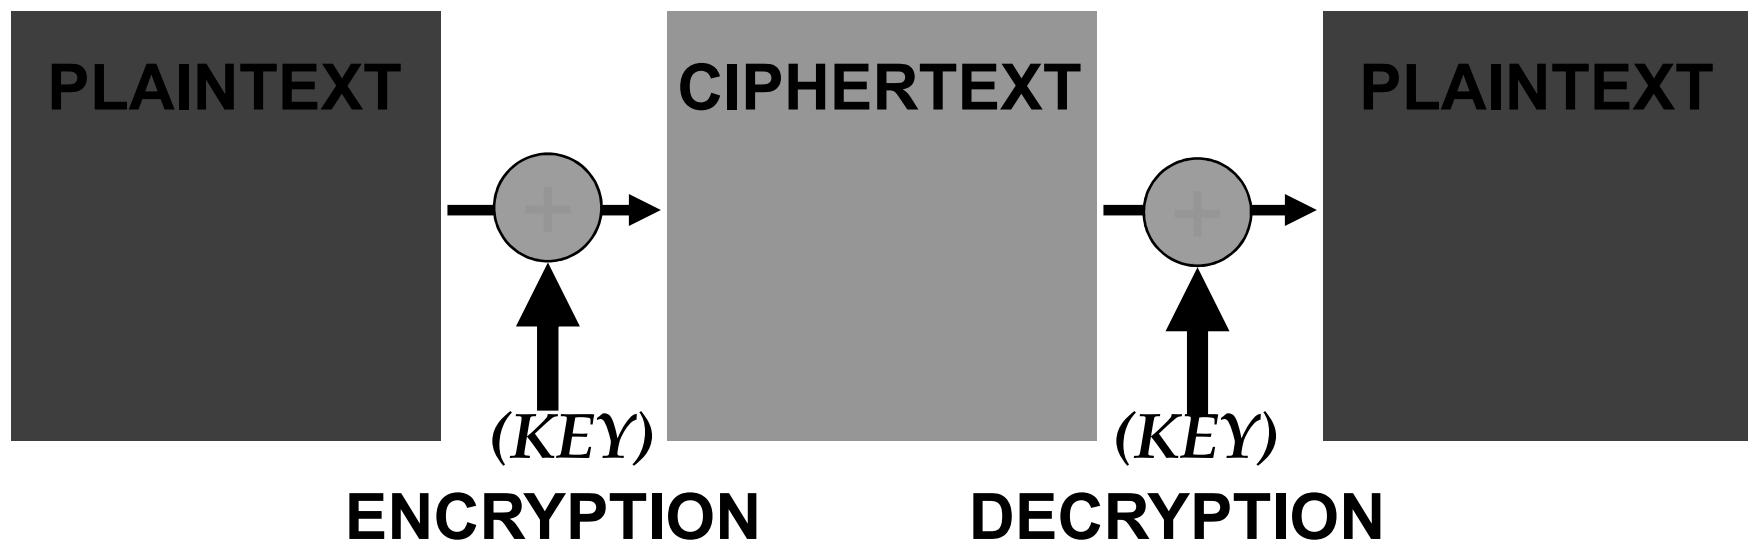 PLAINTEXT
CIPHERTEXT
PLAINTEXT
+
+
(KEY)
(KEY)
ENCRYPTION
DECRYPTION